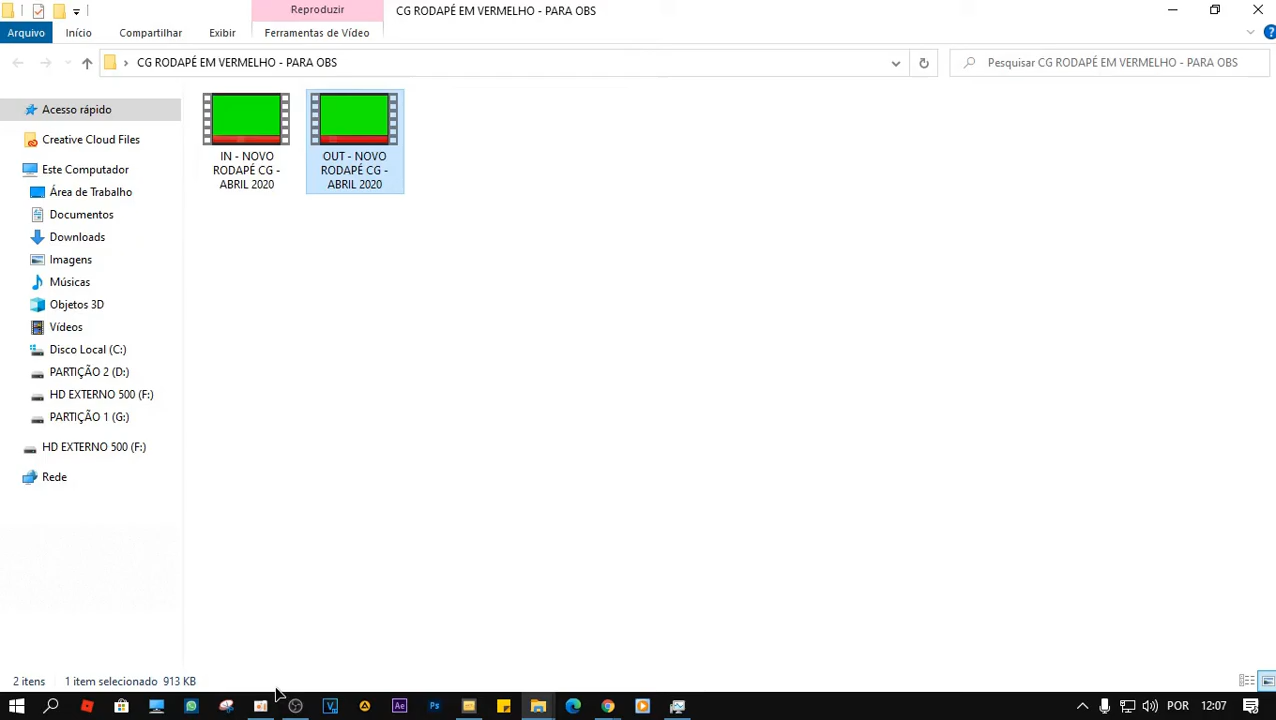 Reproduzir
CG RODAPÉ EM VERMELHO - PARA OBS
Arquivo
Início
Compartilhar
Exibir
Ferramentas de Vídeo
CG RODAPÉ EM VERMELHO - PARA OBS
Pesquisar CG RODAPÉ EM VERMELHO - PARA OBS
Acesso rápido
Creative Cloud Files
Este Computador
Área de Trabalho
Documentos
Downloads
Imagens
Músicas
Objetos 3D
Vídeos
Disco Local (C:)
PARTIÇÃO 2 (D:)
HD EXTERNO 500 (F:)
PARTIÇÃO 1 (G:)
HD EXTERNO 500 (F:)
Rede
IN - NOVO
RODAPÉ CG -
ABRIL 2020
OUT - NOVO
RODAPÉ CG -
ABRIL 2020
2 itens
1 item selecionado 913 KB
Ae
Ps
POR
12:07